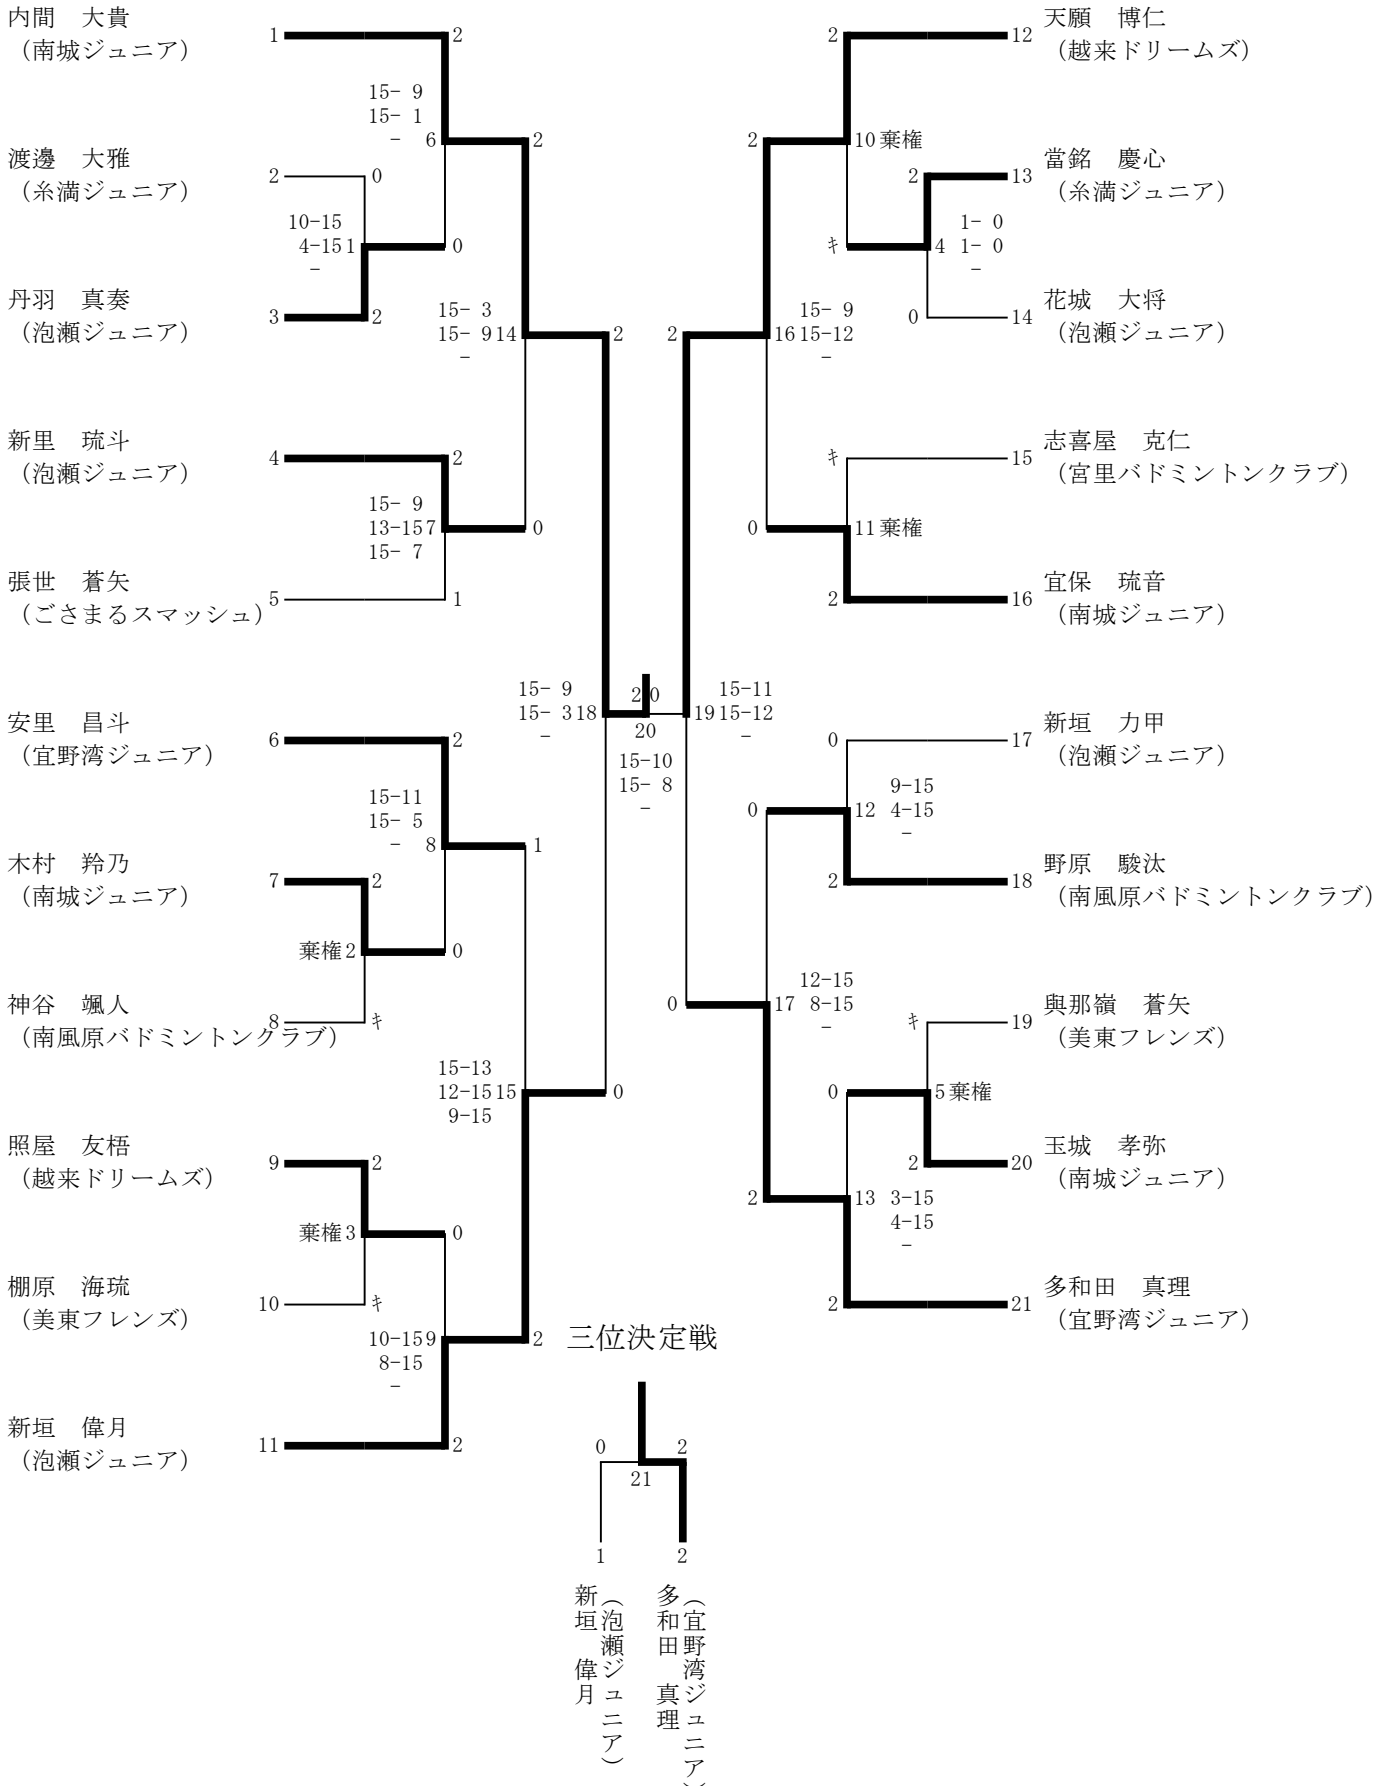 内間　大貴
（南城ジュニア）
1
2
15- 9
15- 1
-
6
2
渡邊　大雅
（糸満ジュニア）
2
0
10-15
4-15
-
1
0
丹羽　真奏
（泡瀬ジュニア）
3
2
15- 3
15- 9
-
14
2
新里　琉斗
（泡瀬ジュニア）
4
2
15- 9
13-15
15- 7
7
0
張世　蒼矢
（ごさまるスマッシュ）
5
1
15- 9
15- 3
-
18
安里　昌斗
（宜野湾ジュニア）
6
2
15-11
15- 5
-
8
1
木村　羚乃
（南城ジュニア）
7
2
棄権
2
0
神谷　颯人
（南風原バドミントンクラブ）
8
ｷ
15-13
12-15
9-15
15
0
照屋　友梧
（越来ドリームズ）
9
2
棄権
3
0
棚原　海琉
（美東フレンズ）
10
ｷ
10-15
8-15
-
9
2
新垣　偉月
（泡瀬ジュニア）
11
2
2
0
20
15-10
15- 8
-
天願　博仁
（越来ドリームズ）
12
2
2
10
棄権
當銘　慶心
（糸満ジュニア）
13
2
ｷ
4
1- 0
1- 0
-
花城　大将
（泡瀬ジュニア）
14
0
2
16
15- 9
15-12
-
志喜屋　克仁
（宮里バドミントンクラブ）
15
ｷ
0
11
棄権
宜保　琉音
（南城ジュニア）
16
2
19
15-11
15-12
-
新垣　力甲
（泡瀬ジュニア）
17
0
0
12
9-15
4-15
-
野原　駿汰
（南風原バドミントンクラブ）
18
2
0
17
12-15
8-15
-
與那嶺　蒼矢
（美東フレンズ）
19
ｷ
0
5
棄権
玉城　孝弥
（南城ジュニア）
20
2
2
13
3-15
4-15
-
多和田　真理
（宜野湾ジュニア）
21
2
三位決定戦
0
2
21
1
2
新垣　偉月
（泡瀬ジュニア）
多和田　真理
（宜野湾ジュニア）